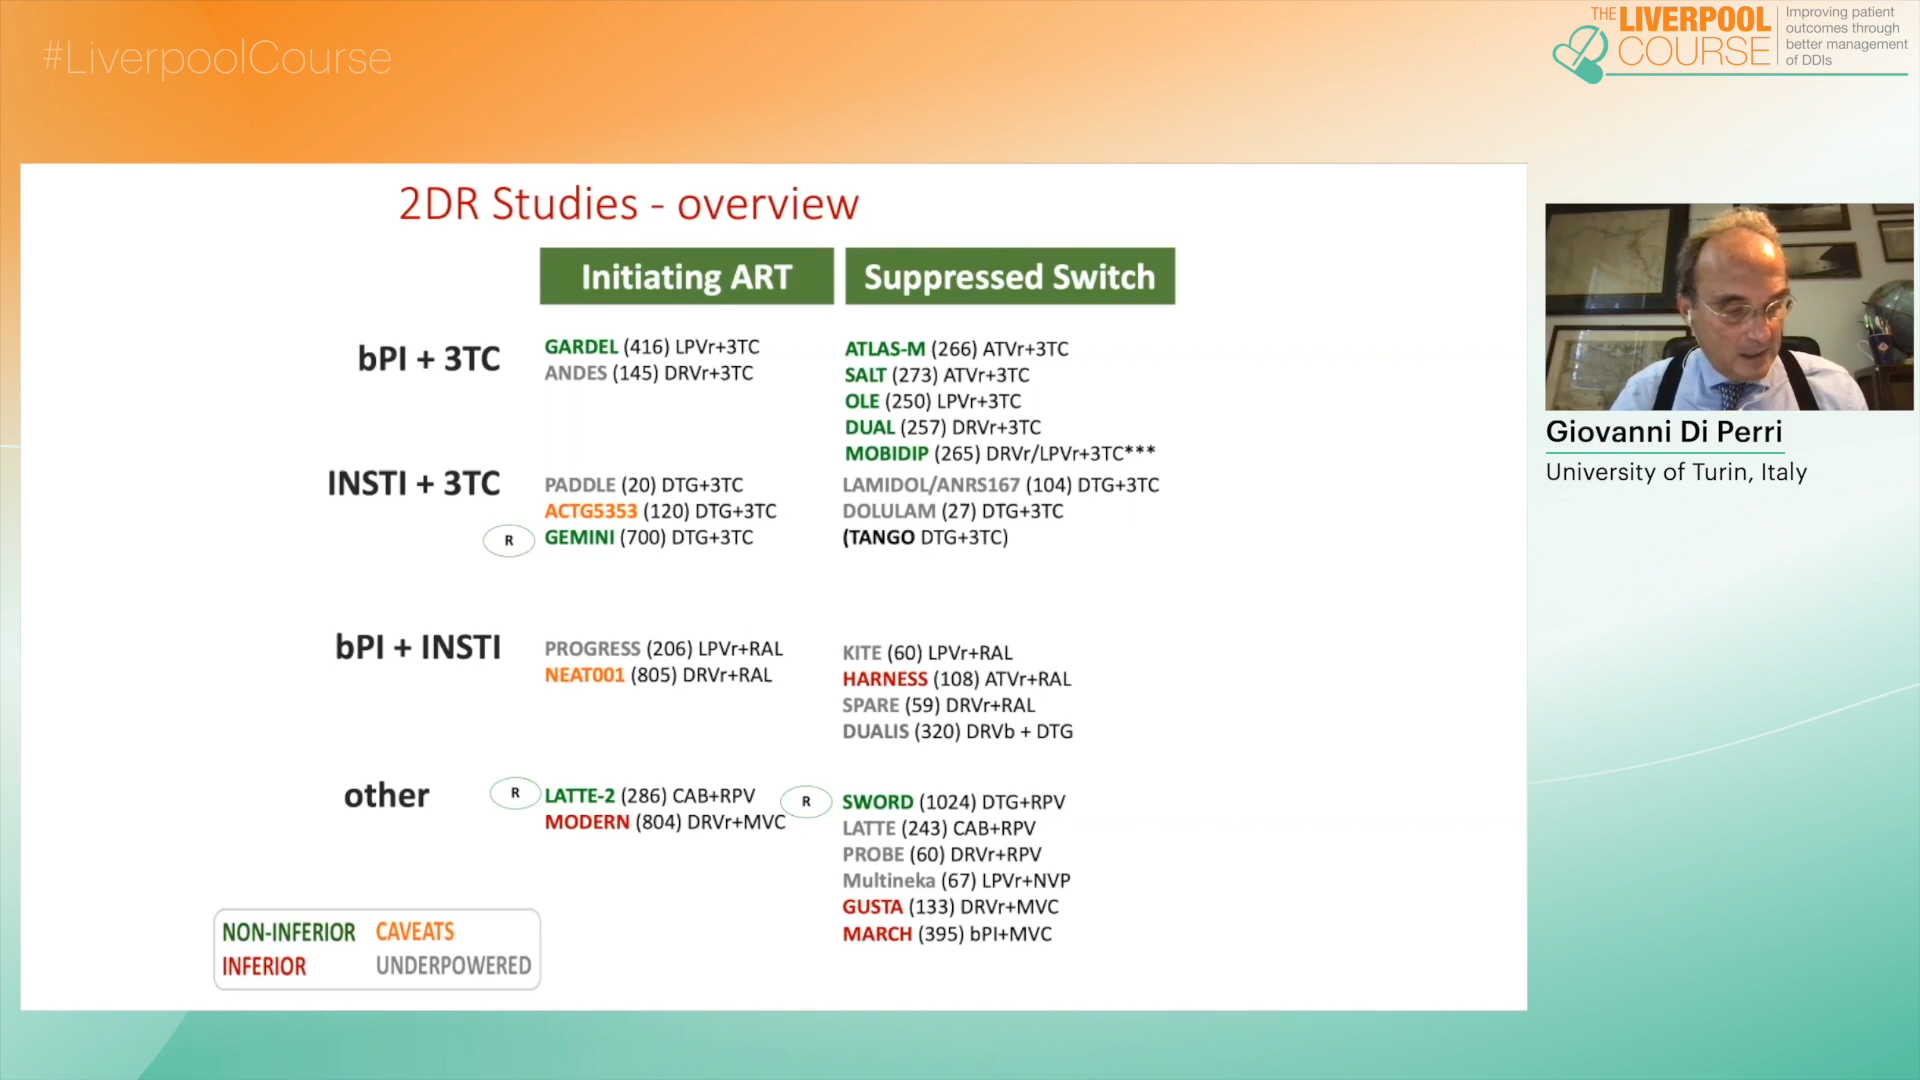 #LiverpoolCourse
THE LIVERPOOL COURSE
Improving patient
outcomes through
better management
of DDIs
2DR Studies - overview
Initiating ART
Suppressed Switch
bPI + 3TC
GARDEL (416) LPVr+3TC
ANDES (145) DRVr+3TC
ATLAS-M (266) ATVr+3TC
SALT (273) ATVr+3TC
OLE (250) LPVr+3TC
DUAL (257) DRVr+3TC
MOBIDIP (265) DRVr/LPVr+3TC***
INSTI + 3TC
PADDLE (20) DTG+3TC
ACTG5353 (120) DTG+3TC
R
GEMINI (700) DTG+3TC
LAMIDOL/ANRS167 (104) DTG+3TC
DOLULAM (27) DTG+3TC
(TANGO DTG+3TC)
bPI + INSTI
PROGRESS (206) LPVr+RAL
NEAT001 (805) DRVr+RAL
KITE (60) LPVr+RAL
HARNESS (108) ATVr+RAL
SPARE (59) DRVr+RAL
DUALIS (320) DRVb + DTG
other
R
LATTE-2 (286) CAB+RPV
MODERN (804) DRVr+MVC
R
SWORD (1024) DTG+RPV
LATTE (243) CAB+RPV
PROBE (60) DRVr+RPV
Multineka (67) LPVr+NVP
GUSTA (133) DRVr+MVC
MARCH (395) bPI+MVC
NON-INFERIOR CAVEATS
INFERIOR UNDERPOWERED
Giovanni Di Perri
University of Turin, Italy